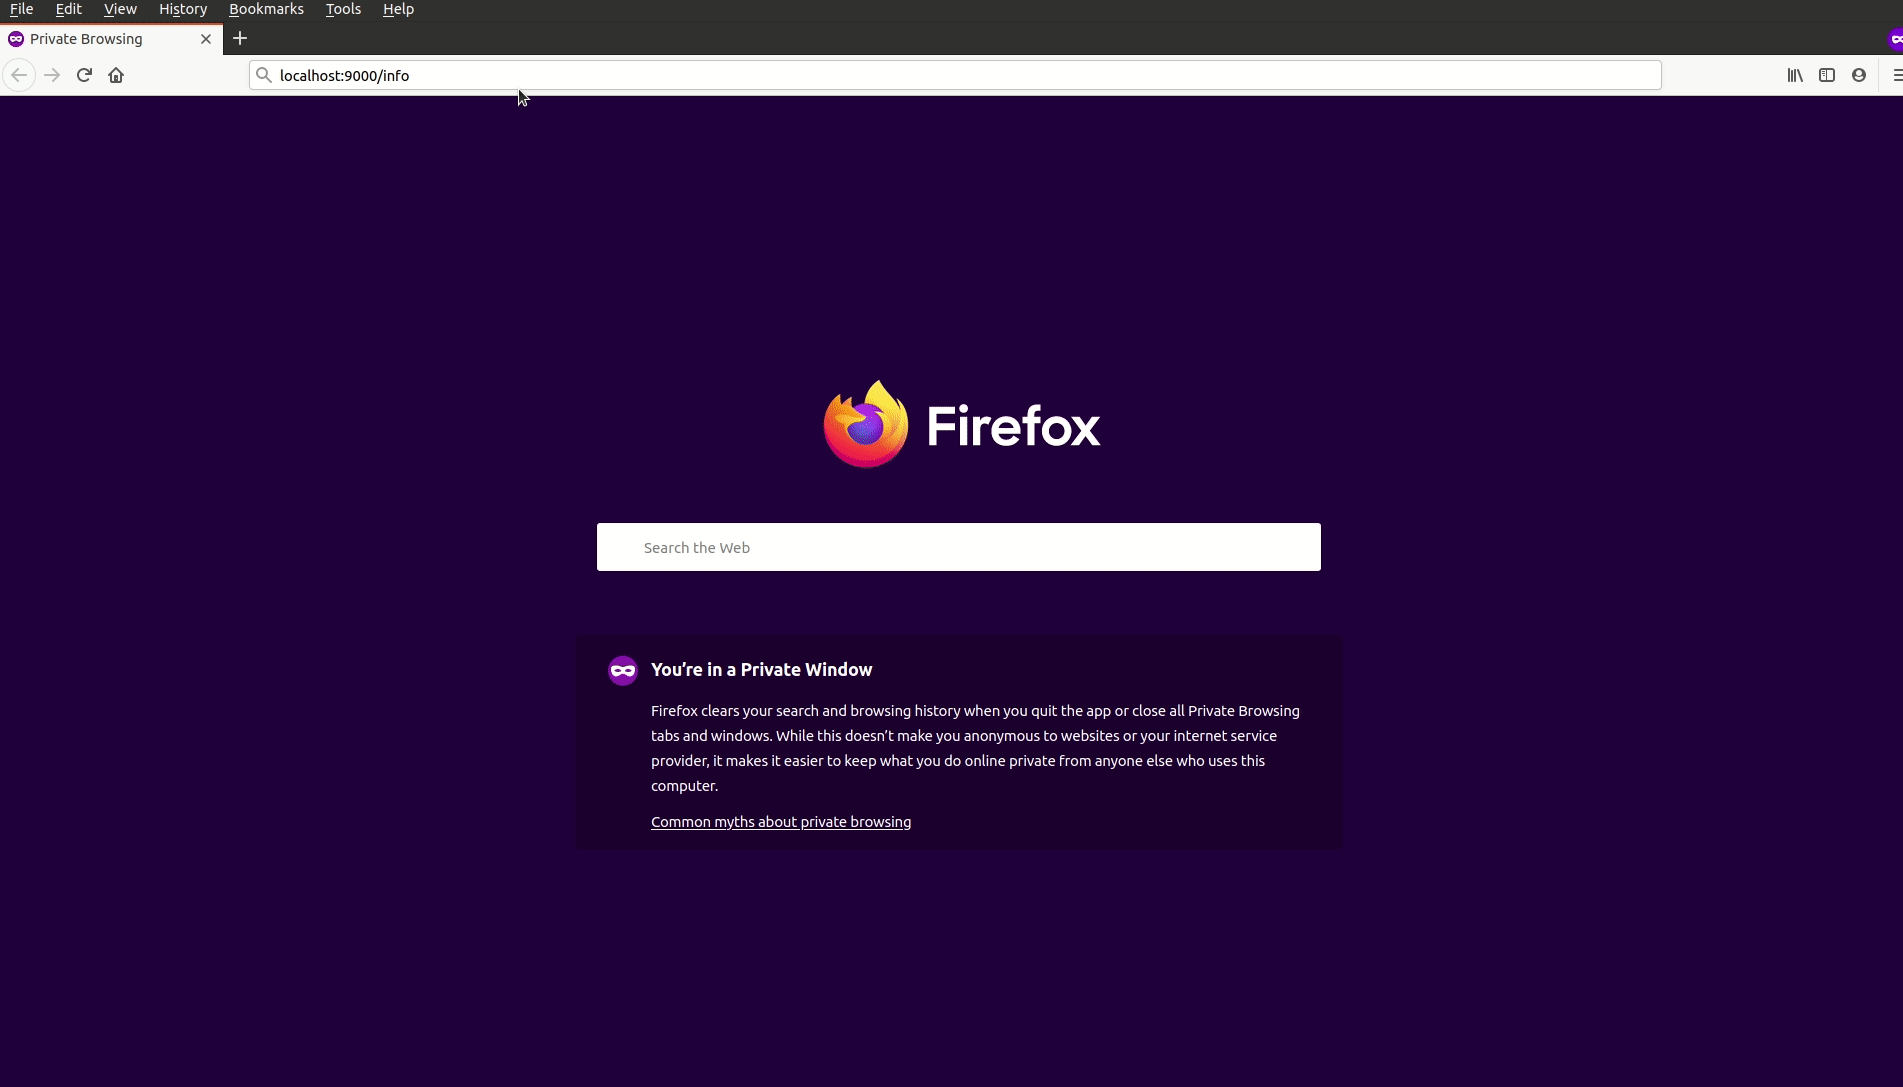 File Edit View History Bookmarks Tools Help
Private Browsing
localhost:9000/info
Firefox
Search the Web
You’re in a Private Window
Firefox clears your search and browsing history when you quit the app or close all Private Browsing
tabs and windows. While this doesn’t make you anonymous to websites or your internet service
provider, it makes it easier to keep what you do online private from anyone else who uses this
computer.
Common myths about private browsing